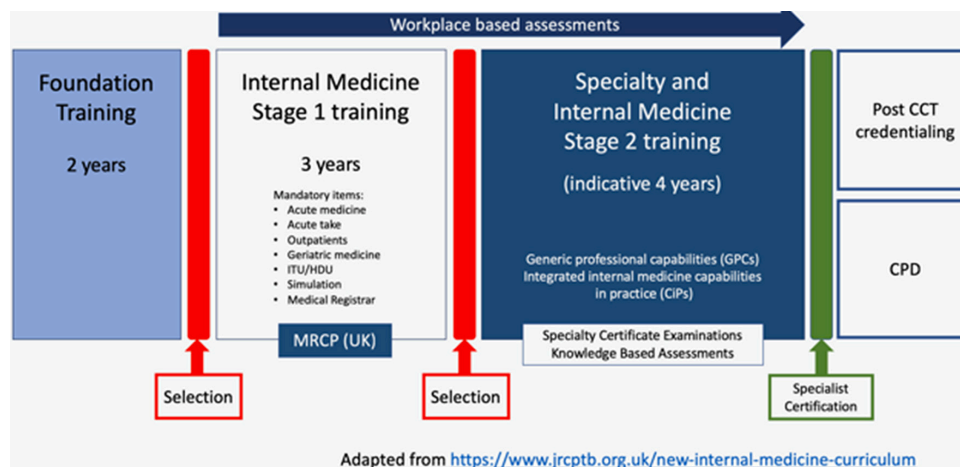 Workplace based assessments
Foundation
Training
2 years
Internal Medicine
Stage 1 training
3 years
Mandatory items:
• Acute medicine
• Acute take
• Outpatients
• Geriatric medicine
• ITU/HDU
• Simulation
• Medical Registrar
MRCP (UK)
Specialty and
Internal Medicine
Stage 2 training
(indicative 4 years)
Generic professional capabilities (GPCs)
Integrated internal medicine capabilities
in practice (CiPs)
Specialty Certificate Examinations
Knowledge Based Assessments
Post CCT
credentialing
CPD
Selection
Selection
Specialist
Certification
Adapted from https://www.jrcptb.org.uk/new-internal-medicine-curriculum